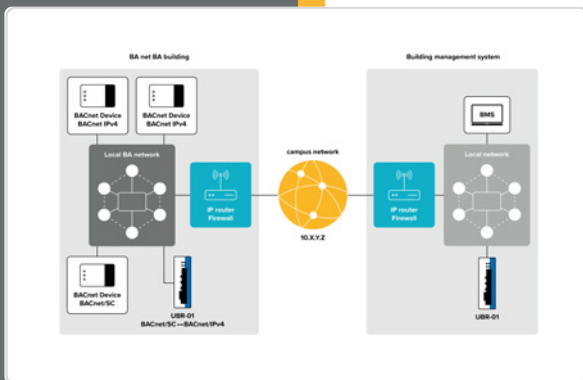 BA net BA building
BACnet Device
BACnet IPv4
BACnet Device
BACnet IPv4
Local BA network
IP router
Firewall
BACnet Device
BACnet/SC
UBR-01
BACnet/SC—BACnet/IPv4
campus network
10.X.Y.Z
Building management system
BMS
IP router
Firewall
Local network
UBR-01